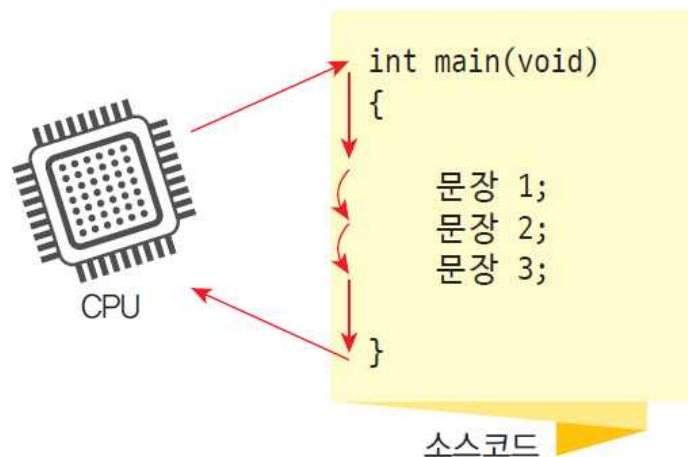 int main(void)
{
문장 1;
문장 2;
문장 3;
}
CPU
소스코드